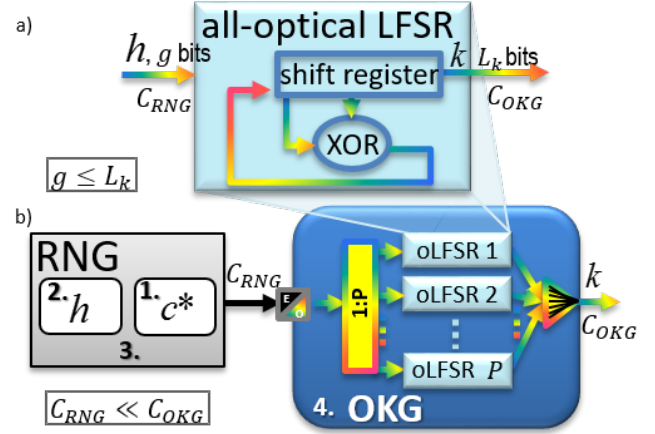 a)
all-optical LFSR
h, g bits
C_RNG
shift register
k L_k bits
C_OKG
XOR
g ≤ L_k
b)
RNG
2. h
1. c*
3.
C_RNG
E
O
1:P
oLFSR 1
oLFSR 2
oLFSR P
k
C_OKG
4. OKG
C_RNG ≪ C_OKG